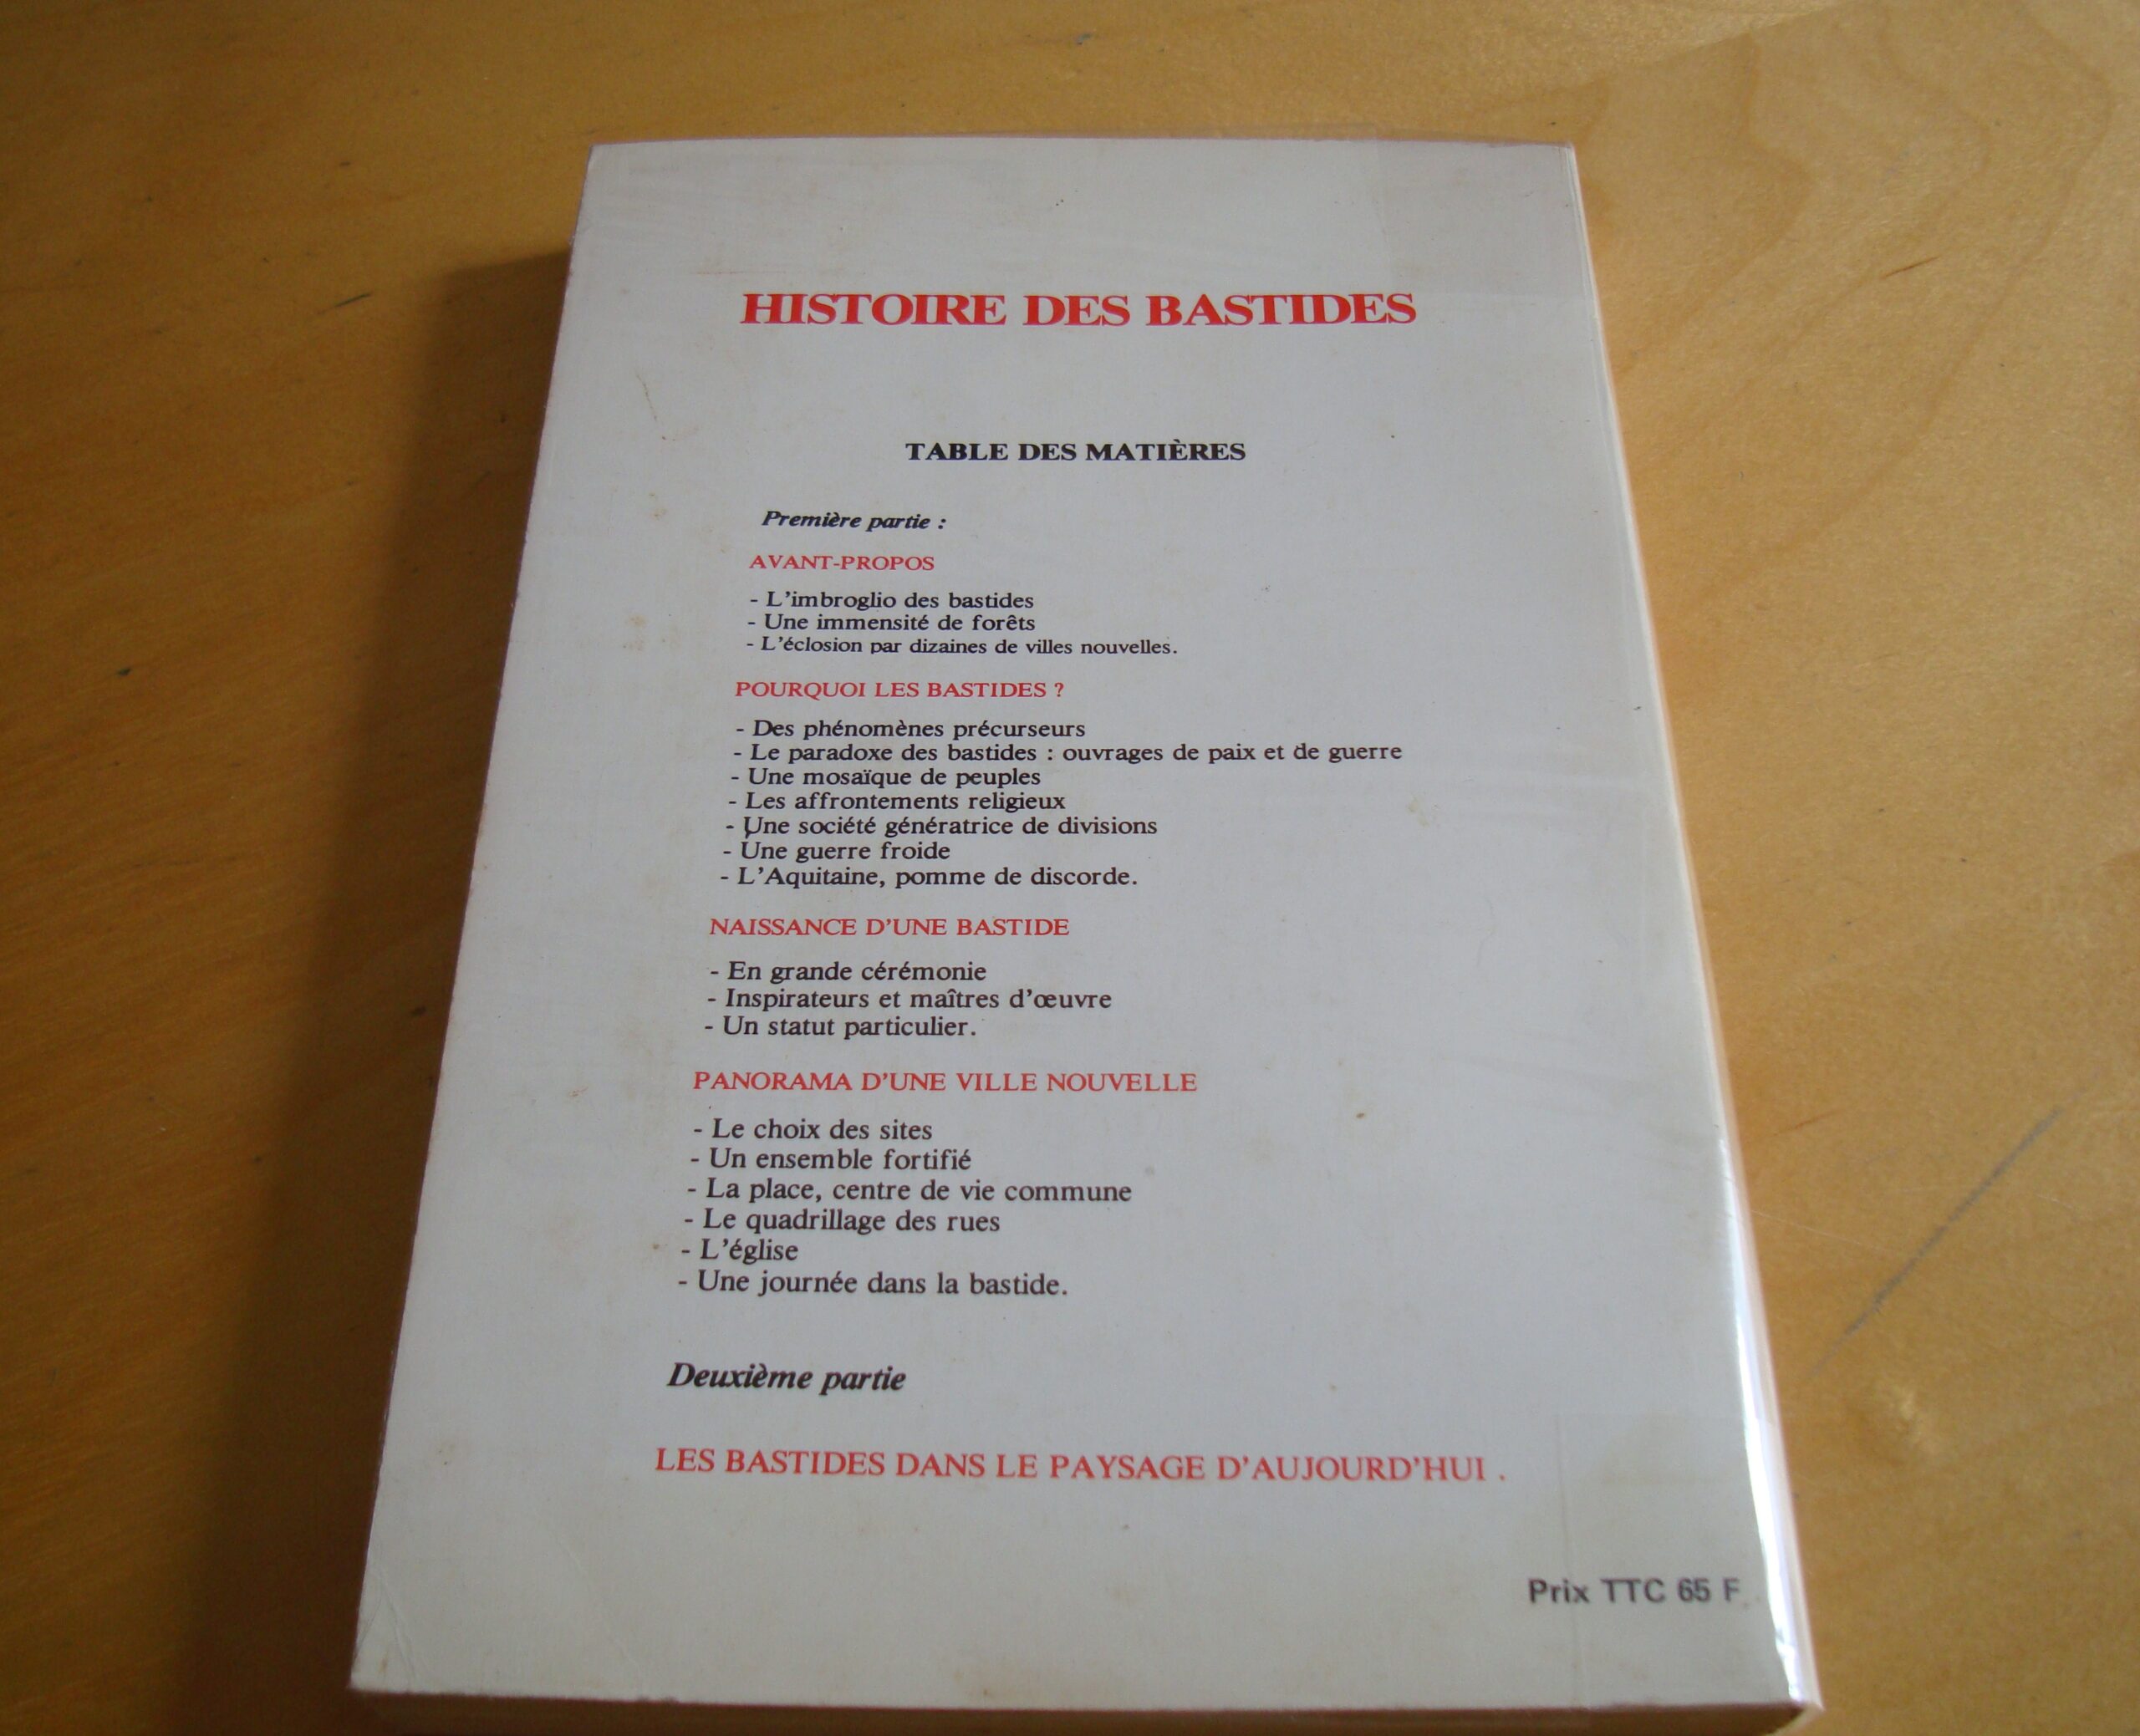 HISTOIRE DES BASTIDES
TABLE DES MATIÈRES
Première partie :
AVANT-PROPOS
- L'imbroglio des bastides
- Une immensité de forêts
- L'éclosion par dizaines de villes nouvelles.
POURQUOI LES BASTIDES ?
- Des phénomènes précurseurs
- Le paradoxe des bastides : ouvrages de paix et de guerre
- Une mosaïque de peuples
- Les affrontements religieux
- Une société génératrice de divisions
- Une guerre froide
- L'Aquitaine, pomme de discorde.
NAISSANCE D'UNE BASTIDE
- En grande cérémonie
- Inspirateurs et maîtres d'œuvre
- Un statut particulier.
PANORAMA D'UNE VILLE NOUVELLE
- Le choix des sites
- Un ensemble fortifié
- La place, centre de vie commune
- Le quadrillage des rues
- L'église
- Une journée dans la bastide.
Deuxième partie
LES BASTIDES DANS LE PAYSAGE D'AUJOURD'HUI .
Prix TTC 65 F